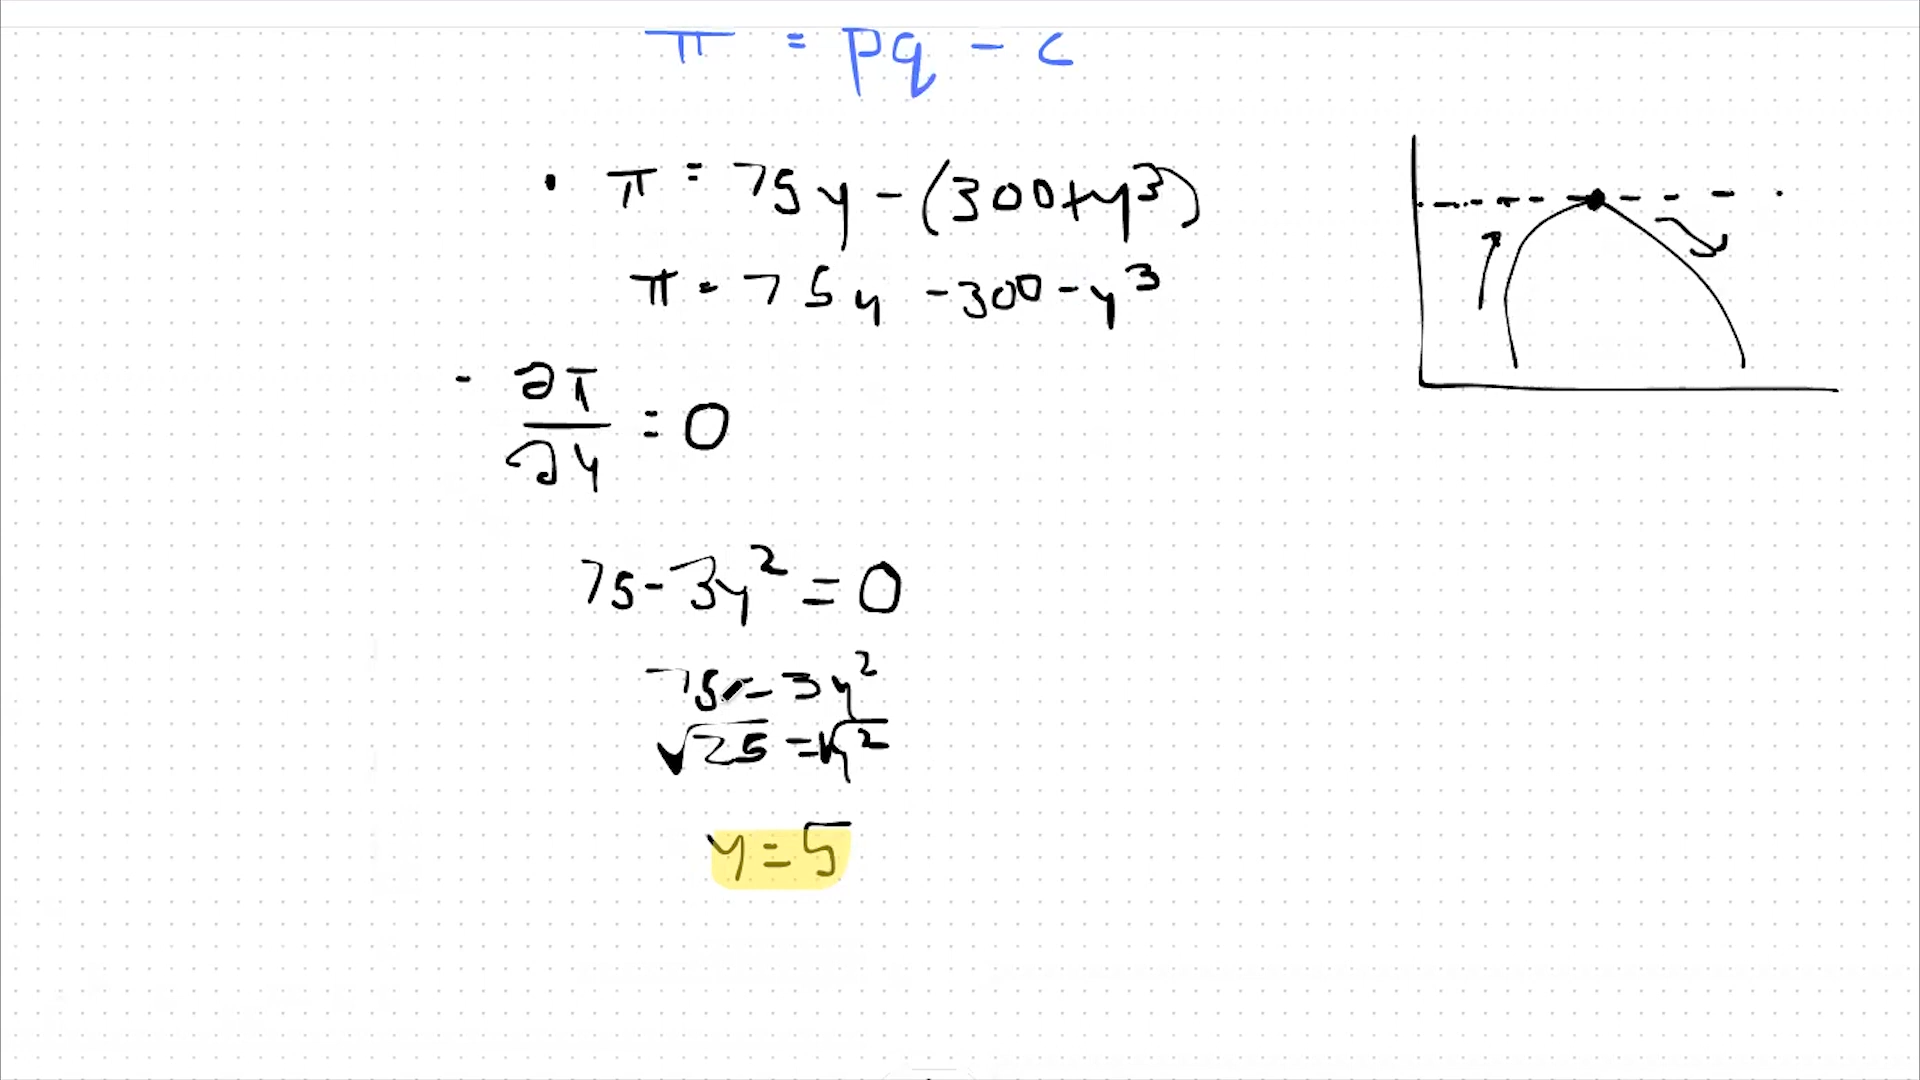 π = pq - c
• π = 75y - (300+y³)
π = 75y - 300 - y³
- ∂π/∂y = 0
75 - 3y² = 0
75 = 3y²
√25 = √y²
y = 5